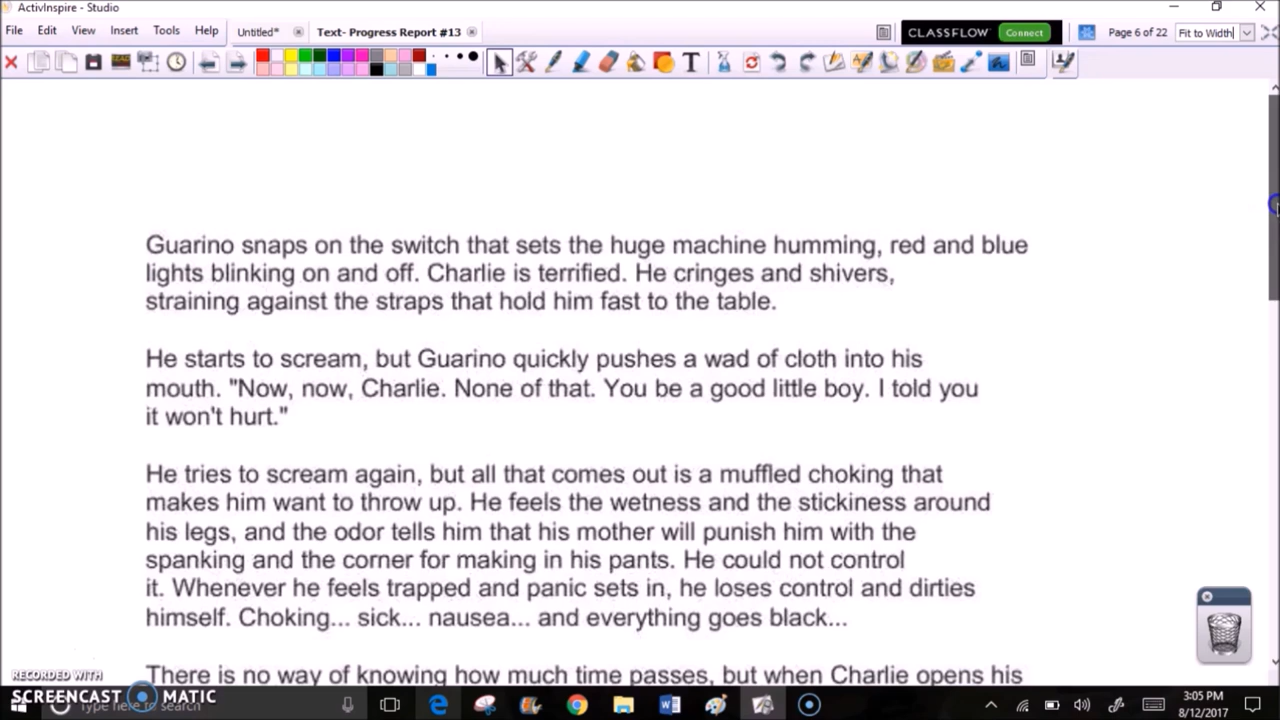 ActivInspire - Studio
File Edit View Insert Tools Help Untitled* Text- Progress Report #13 CLASSFLOW Connect Page 6 of 22 Fit to Width
Guarino snaps on the switch that sets the huge machine humming, red and blue
lights blinking on and off. Charlie is terrified. He cringes and shivers,
straining against the straps that hold him fast to the table.
He starts to scream, but Guarino quickly pushes a wad of cloth into his
mouth. "Now, now, Charlie. None of that. You be a good little boy. I told you
it won't hurt."
He tries to scream again, but all that comes out is a muffled choking that
makes him want to throw up. He feels the wetness and the stickiness around
his legs, and the odor tells him that his mother will punish him with the
spanking and the corner for making in his pants. He could not control
it. Whenever he feels trapped and panic sets in, he loses control and dirties
himself. Choking... sick... nausea... and everything goes black...
There is no way of knowing how much time passes, but when Charlie opens his
RECORDED WITH
SCREENCAST MATIC
Type here to search
3:05 PM
8/12/2017